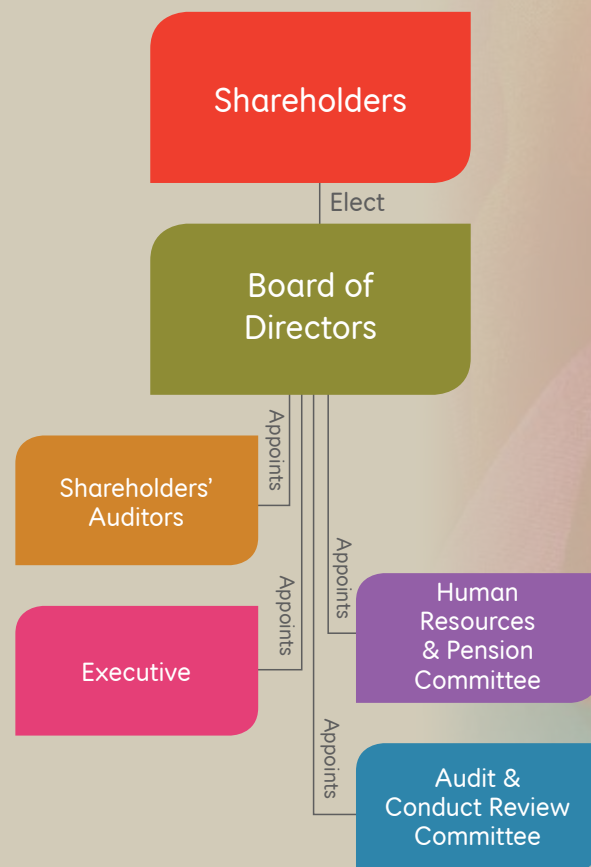 Shareholders
Elect
Board of
Directors
Appoints
Shareholders’
Auditors
Appoints
Executive
Appoints
Human
Resources
& Pension
Committee
Appoints
Audit &
Conduct Review
Committee